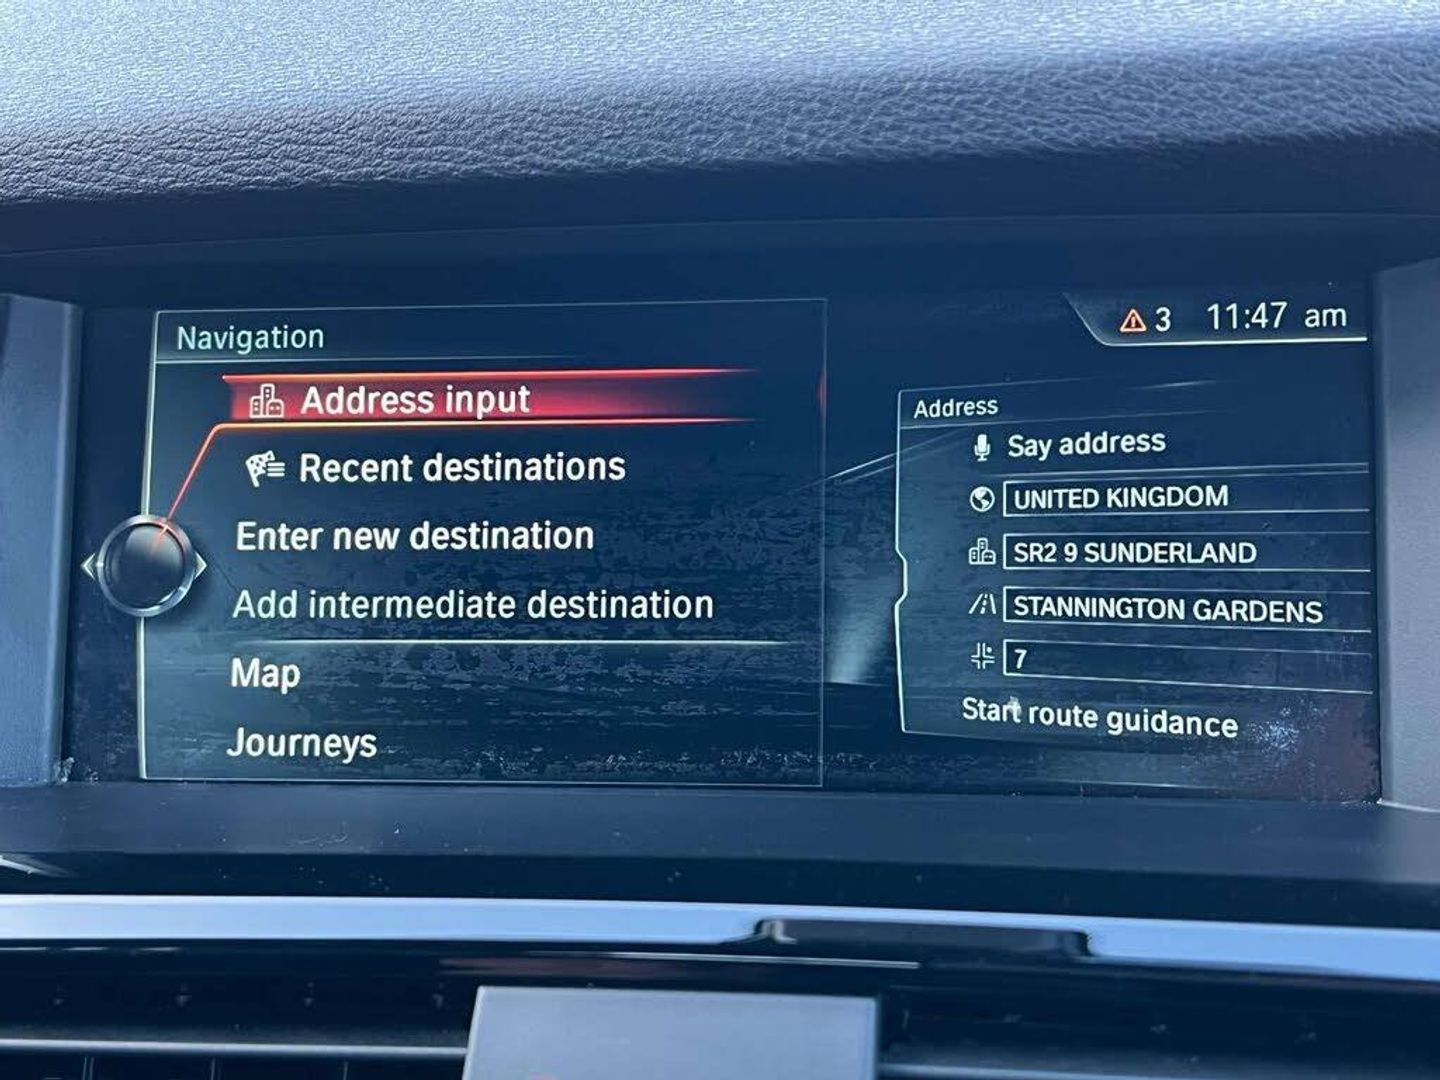 Navigation
Address input
Recent destinations
Enter new destination
Add intermediate destination
Map
Journeys
3 11:47 am
Address
Say address
UNITED KINGDOM
SR2 9 SUNDERLAND
STANNINGTON GARDENS
7
Start route guidance